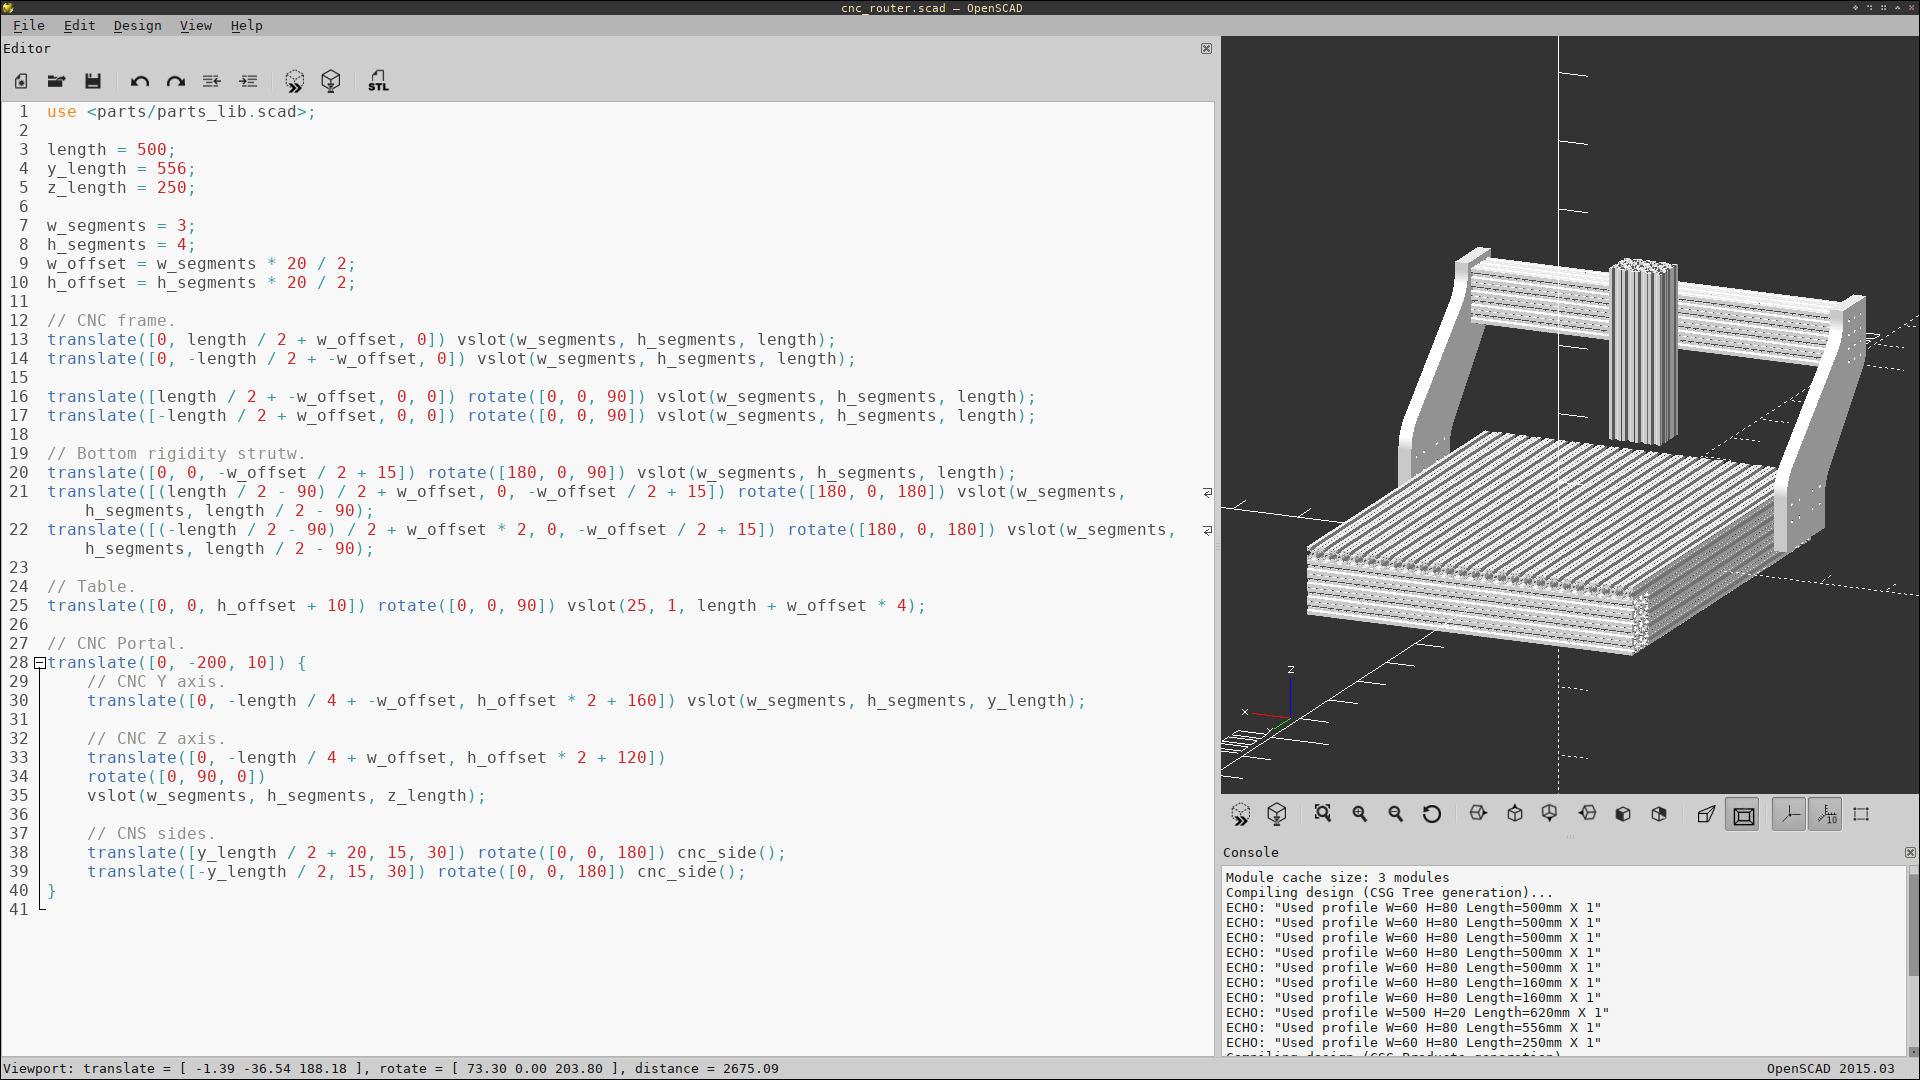 cnc_router.scad — OpenSCAD
File Edit Design View Help
Editor
STL
1 use <parts/parts_lib.scad>;
2
3 length = 500;
4 y_length = 556;
5 z_length = 250;
6
7 w_segments = 3;
8 h_segments = 4;
9 w_offset = w_segments * 20 / 2;
10 h_offset = h_segments * 20 / 2;
11
12 // CNC frame.
13 translate([0, length / 2 + w_offset, 0]) vslot(w_segments, h_segments, length);
14 translate([0, -length / 2 + -w_offset, 0]) vslot(w_segments, h_segments, length);
15
16 translate([length / 2 + -w_offset, 0, 0]) rotate([0, 0, 90]) vslot(w_segments, h_segments, length);
17 translate([-length / 2 + w_offset, 0, 0]) rotate([0, 0, 90]) vslot(w_segments, h_segments, length);
18
19 // Bottom rigidity strutw.
20 translate([0, 0, -w_offset / 2 + 15]) rotate([180, 0, 90]) vslot(w_segments, h_segments, length);
21 translate([(length / 2 - 90) / 2 + w_offset, 0, -w_offset / 2 + 15]) rotate([180, 0, 180]) vslot(w_segments,
h_segments, length / 2 - 90);
22 translate([(-length / 2 - 90) / 2 + w_offset * 2, 0, -w_offset / 2 + 15]) rotate([180, 0, 180]) vslot(w_segments,
h_segments, length / 2 - 90);
23
24 // Table.
25 translate([0, 0, h_offset + 10]) rotate([0, 0, 90]) vslot(25, 1, length + w_offset * 4);
26
27 // CNC Portal.
28 translate([0, -200, 10]) {
29 // CNC Y axis.
30 translate([0, -length / 4 + -w_offset, h_offset * 2 + 160]) vslot(w_segments, h_segments, y_length);
31
32 // CNC Z axis.
33 translate([0, -length / 4 + w_offset, h_offset * 2 + 120])
34 rotate([0, 90, 0])
35 vslot(w_segments, h_segments, z_length);
36
37 // CNS sides.
38 translate([y_length / 2 + 20, 15, 30]) rotate([0, 0, 180]) cnc_side();
39 translate([-y_length / 2, 15, 30]) rotate([0, 0, 180]) cnc_side();
40 }
41
Z
X
10
Console
Module cache size: 3 modules
Compiling design (CSG Tree generation)...
ECHO: "Used profile W=60 H=80 Length=500mm X 1"
ECHO: "Used profile W=60 H=80 Length=500mm X 1"
ECHO: "Used profile W=60 H=80 Length=500mm X 1"
ECHO: "Used profile W=60 H=80 Length=500mm X 1"
ECHO: "Used profile W=60 H=80 Length=500mm X 1"
ECHO: "Used profile W=60 H=80 Length=160mm X 1"
ECHO: "Used profile W=60 H=80 Length=160mm X 1"
ECHO: "Used profile W=500 H=20 Length=620mm X 1"
ECHO: "Used profile W=60 H=80 Length=556mm X 1"
ECHO: "Used profile W=60 H=80 Length=250mm X 1"
Compiling design (CSG Products generation)
Viewport: translate = [ -1.39 -36.54 188.18 ], rotate = [ 73.30 0.00 203.80 ], distance = 2675.09
OpenSCAD 2015.03